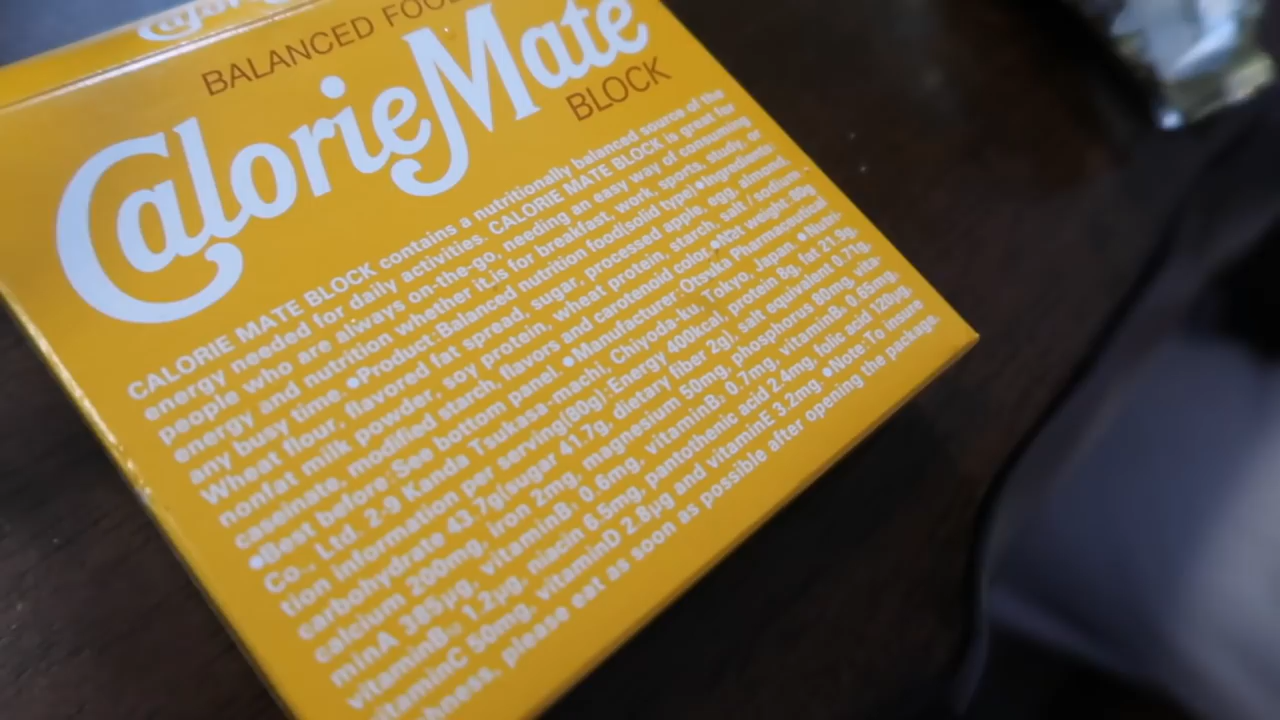 BALANCED FOOD
CalorieMate
BLOCK
CALORIE MATE BLOCK contains a nutritionally balanced source of the
energy needed for daily activities. CALORIE MATE BLOCK is great for
people who are always on-the-go, needing an easy way of consuming
energy and nutrition whether it is for breakfast, work, sports, study, or
any busy time. ●Product:Balanced nutrition food(solid type)●Ingredients:
Wheat flour, flavored fat spread, sugar, processed apple, egg, almond,
nonfat milk powder, soy protein, wheat protein, starch, salt/sodium
caseinate, modified starch, flavors and carotenoid color. ●Net weight: 80g
●Best before:See bottom panel. ●Manufacturer:Otsuka Pharmaceutical
Co., Ltd. 2-9 Kanda Tsukasa-machi, Chiyoda-ku, Tokyo, Japan. ●Nutri-
tion information per serving(80g):Energy 400kcal, protein 8g, fat 21.9g,
carbohydrate 43.7g(sugar 41.7g, dietary fiber 2g), salt equivalent 0.71g,
calcium 200mg, iron 2mg, magnesium 50mg, phosphorus 80mg, vita-
minA 385μg, vitaminB₁ 0.6mg, vitaminB₂ 0.7mg, vitaminB₆ 0.65mg,
vitaminB₁₂ 1.2μg, niacin 6.5mg, pantothenic acid 2.4mg, folic acid 120μg,
vitaminC 50mg, vitaminD 2.8μg and vitaminE 3.2mg. ●Note:To insure
please eat as soon as possible after opening the package.